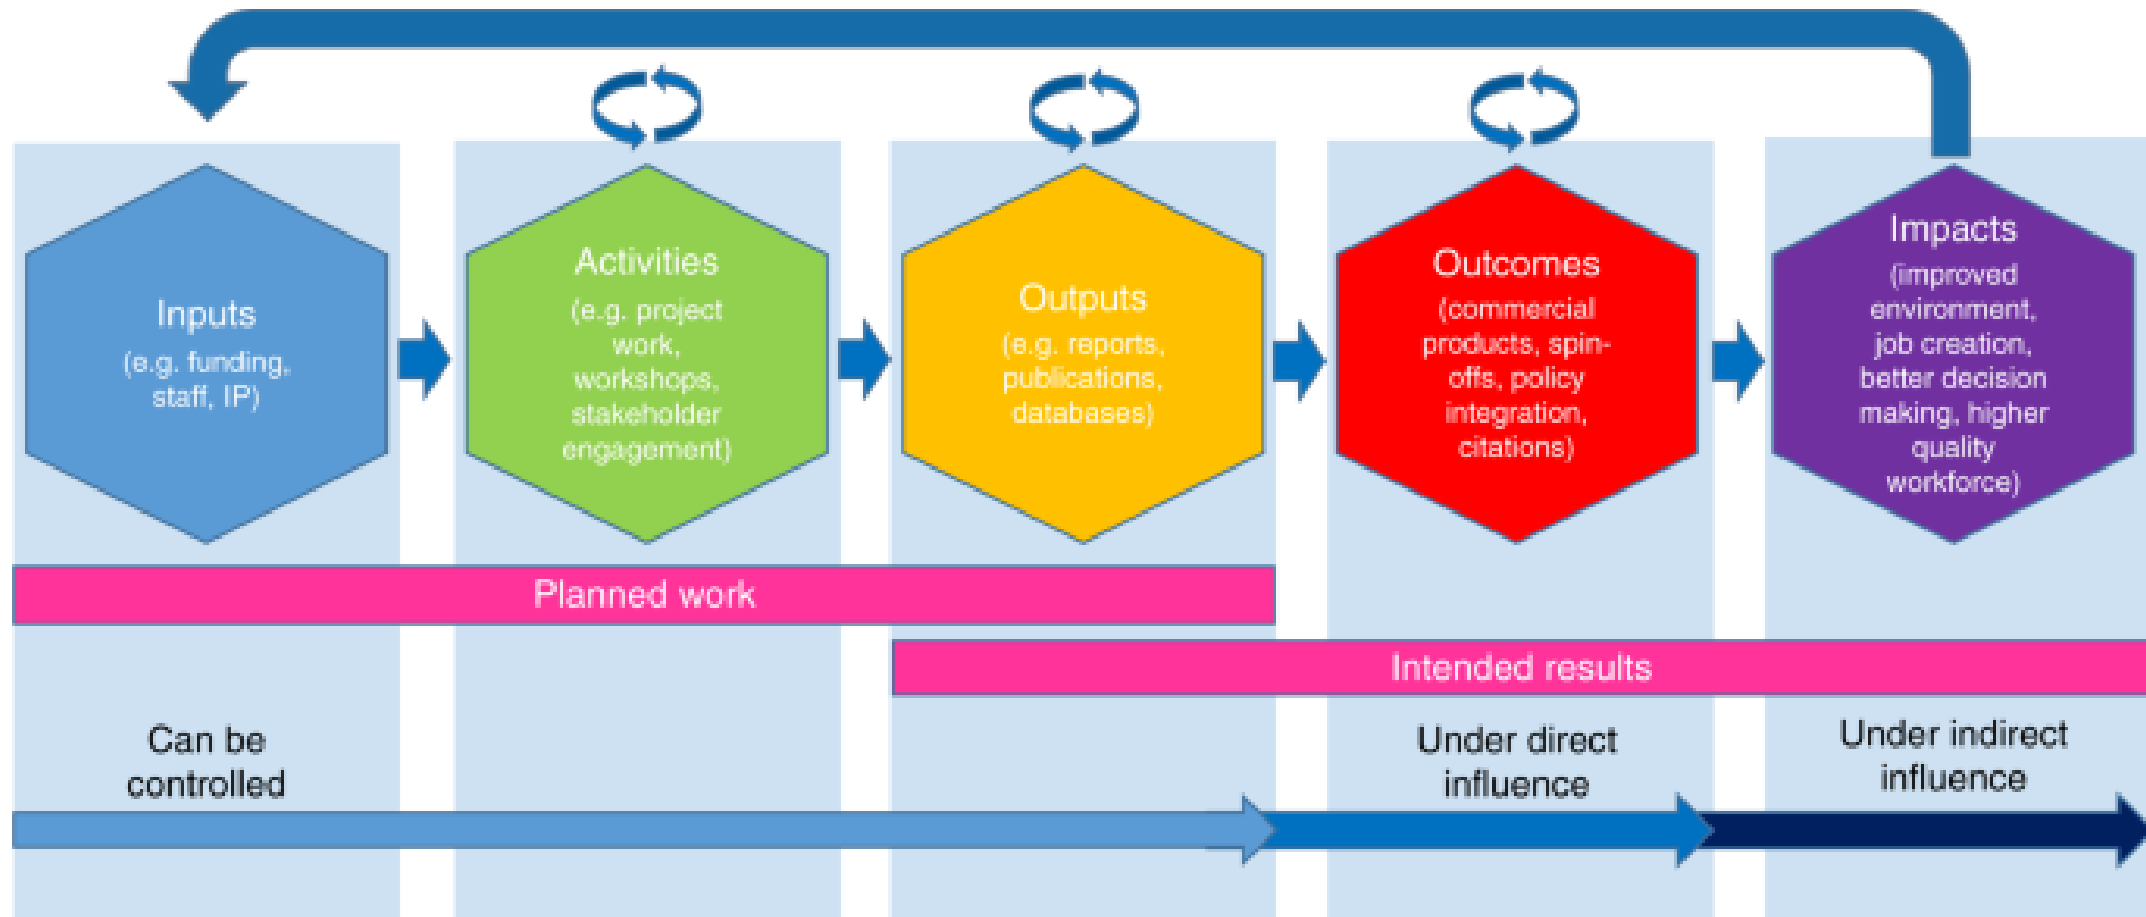 Inputs
(e.g. funding,
staff, IP)
Activities
(e.g. project
work,
workshops,
stakeholder
engagement)
Outputs
(e.g. reports,
publications,
databases)
Outcomes
(commercial
products, spin-
offs, policy
integration,
citations)
Impacts
(improved
environment,
job creation,
better decision
making, higher
quality
workforce)
Planned work
Intended results
Can be
controlled
Under direct
influence
Under indirect
influence